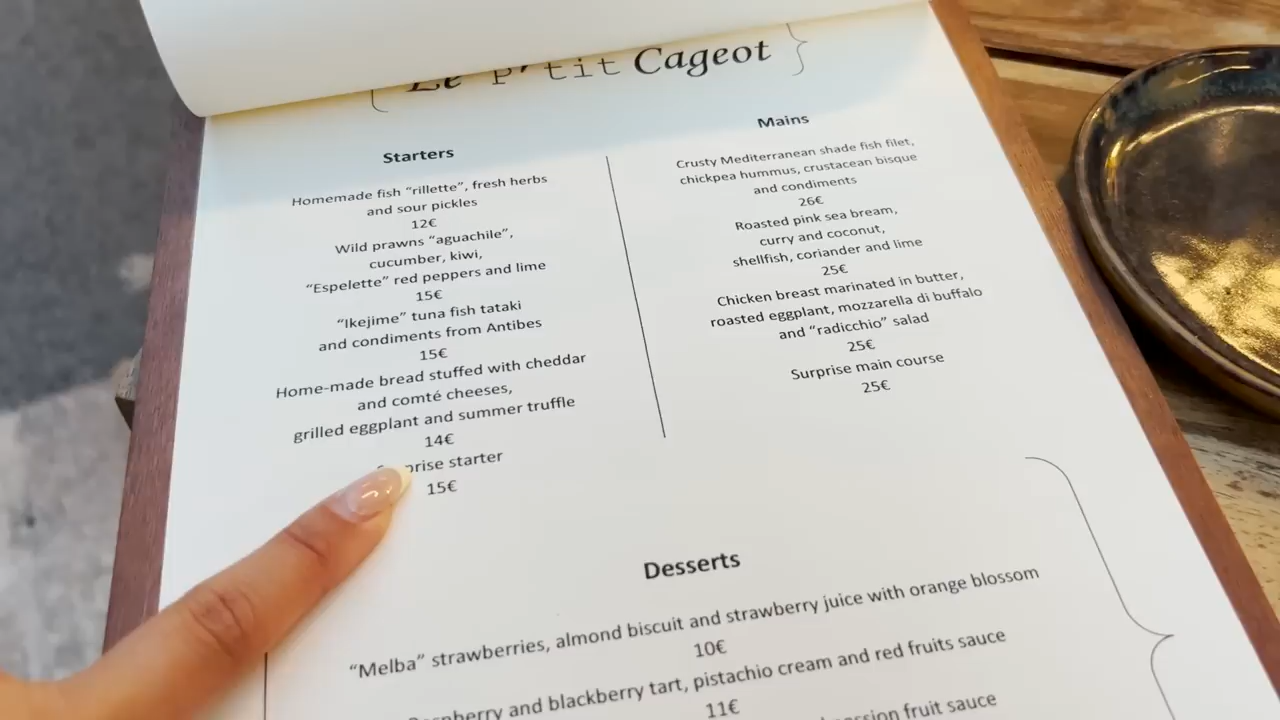 Le P'tit Cageot
Starters
Homemade fish “rillette”, fresh herbs
and sour pickles
12€
Wild prawns “aguachile”,
cucumber, kiwi,
“Espelette” red peppers and lime
15€
“Ikejime” tuna fish tataki
and condiments from Antibes
15€
Home-made bread stuffed with cheddar
and comté cheeses,
grilled eggplant and summer truffle
14€
starter
15€
Mains
Crusty Mediterranean shade fish filet,
chickpea hummus, crustacean bisque
and condiments
26€
Roasted pink sea bream,
curry and coconut,
shellfish, coriander and lime
25€
Chicken breast marinated in butter,
roasted eggplant, mozzarella di buffalo
and “radicchio” salad
25€
Surprise main course
25€
Desserts
“Melba” strawberries, almond biscuit and strawberry juice with orange blossom
10€
and blackberry tart, pistachio cream and red fruits sauce
11€
fruit sauce